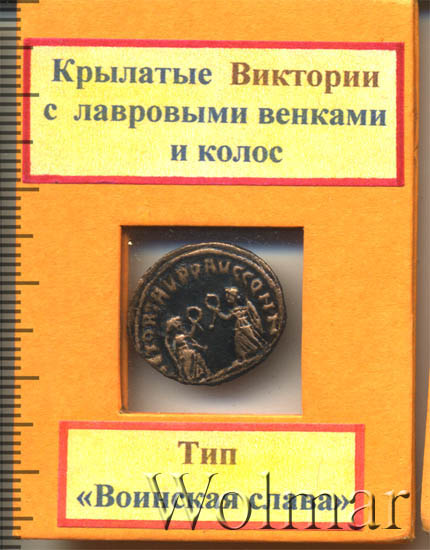 Крылатые Виктории
с лавровыми венками
и колос
Тип
«Воинская слава»
Wolmar